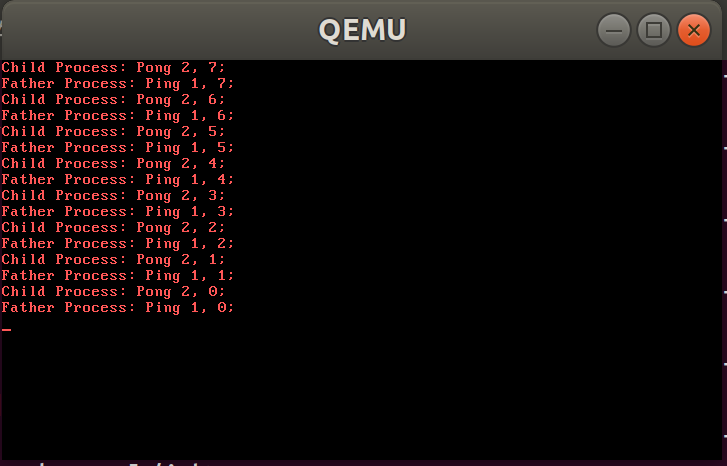 QEMU
Child Process: Pong 2, 7;
Father Process: Ping 1, 7;
Child Process: Pong 2, 6;
Father Process: Ping 1, 6;
Child Process: Pong 2, 5;
Father Process: Ping 1, 5;
Child Process: Pong 2, 4;
Father Process: Ping 1, 4;
Child Process: Pong 2, 3;
Father Process: Ping 1, 3;
Child Process: Pong 2, 2;
Father Process: Ping 1, 2;
Child Process: Pong 2, 1;
Father Process: Ping 1, 1;
Child Process: Pong 2, 0;
Father Process: Ping 1, 0;